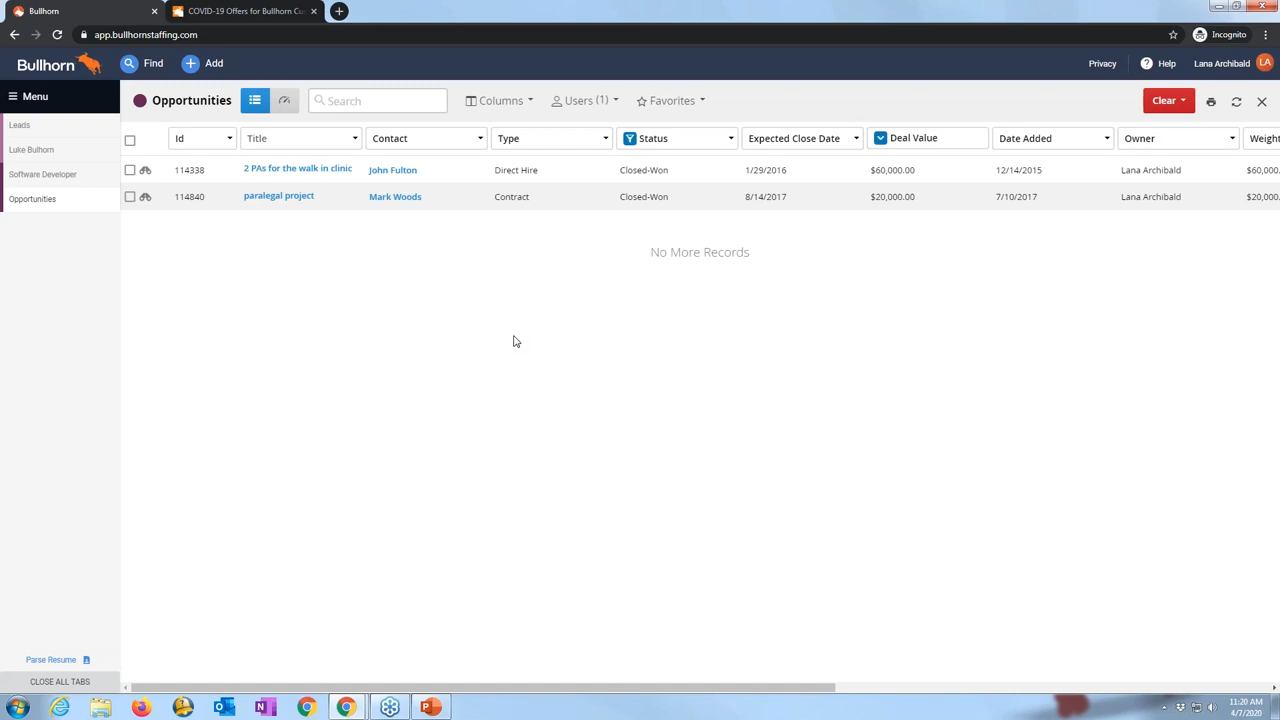 Bullhorn
COVID-19 Offers for Bullhorn Cu
app.bullhornstaffing.com
Incognito
Bullhorn
Find
Add
Privacy
Help
Lana Archibald
LA
Menu
Opportunities
Search
Columns
Users (1)
Favorites
Clear
Leads
Luke Bulhorn
Software Developer
Opportunities
Id
Title
Contact
Type
Status
Expected Close Date
Deal Value
Date Added
Owner
Weight
114338
2 PAs for the walk in clinic
John Fulton
Direct Hire
Closed-Won
1/29/2016
$60,000.00
12/14/2015
Lana Archibald
$60,000
114840
paralegal project
Mark Woods
Contract
Closed-Won
8/14/2017
$20,000.00
7/10/2017
Lana Archibald
$20,000
No More Records
Parse Resume
CLOSE ALL TABS
11:20 AM
4/7/2020